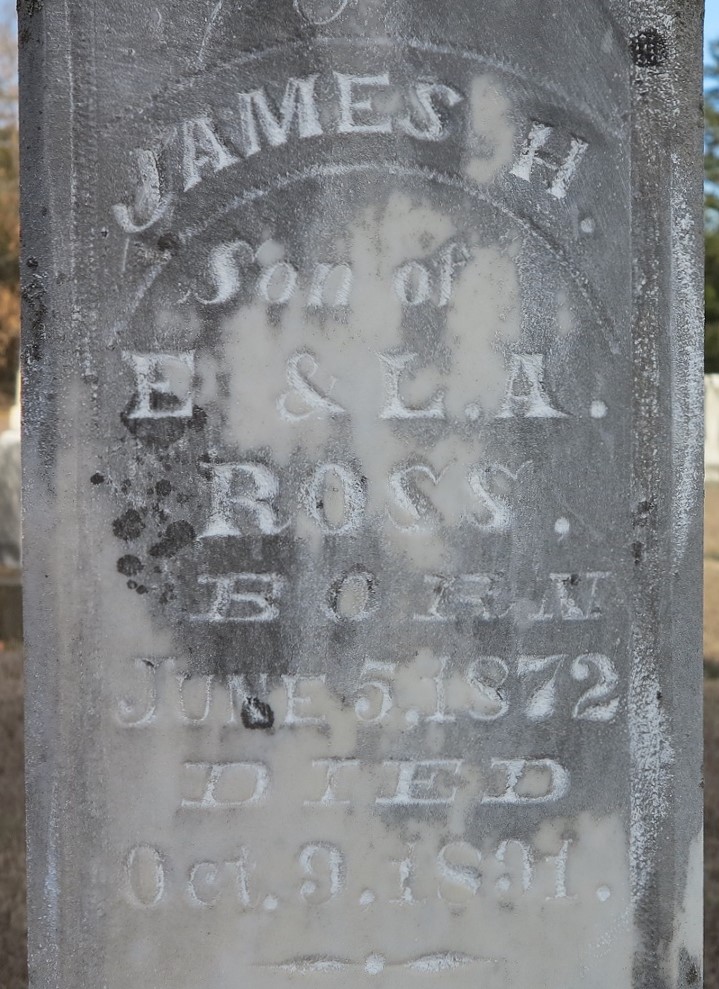 JAMES H.
Son of
E & L.A.
ROSS,
BORN
JUNE 5, 1872
DIED
Oct. 9. 1891.